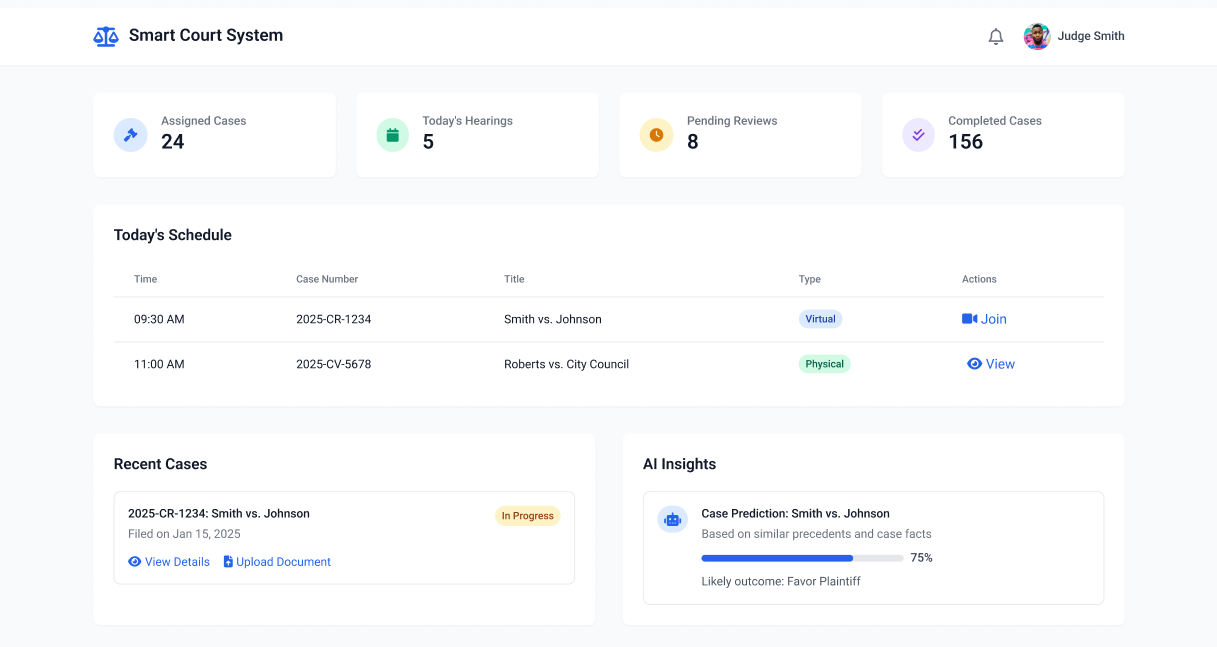 Smart Court System
Judge Smith
Assigned Cases
24
Today's Hearings
5
Pending Reviews
8
Completed Cases
156
Today's Schedule
Time Case Number Title Type Actions
09:30 AM 2025-CR-1234 Smith vs. Johnson Virtual Join
11:00 AM 2025-CV-5678 Roberts vs. City Council Physical View
Recent Cases
2025-CR-1234: Smith vs. Johnson In Progress
Filed on Jan 15, 2025
View Details Upload Document
AI Insights
Case Prediction: Smith vs. Johnson
Based on similar precedents and case facts
75%
Likely outcome: Favor Plaintiff